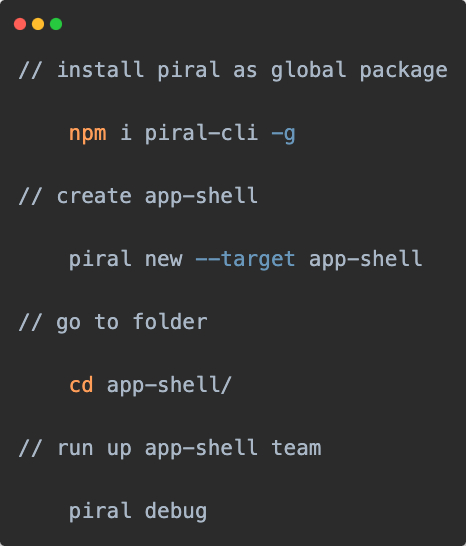 // install piral as global package
npm i piral-cli -g
// create app-shell
piral new --target app-shell
// go to folder
cd app-shell/
// run up app-shell team
piral debug